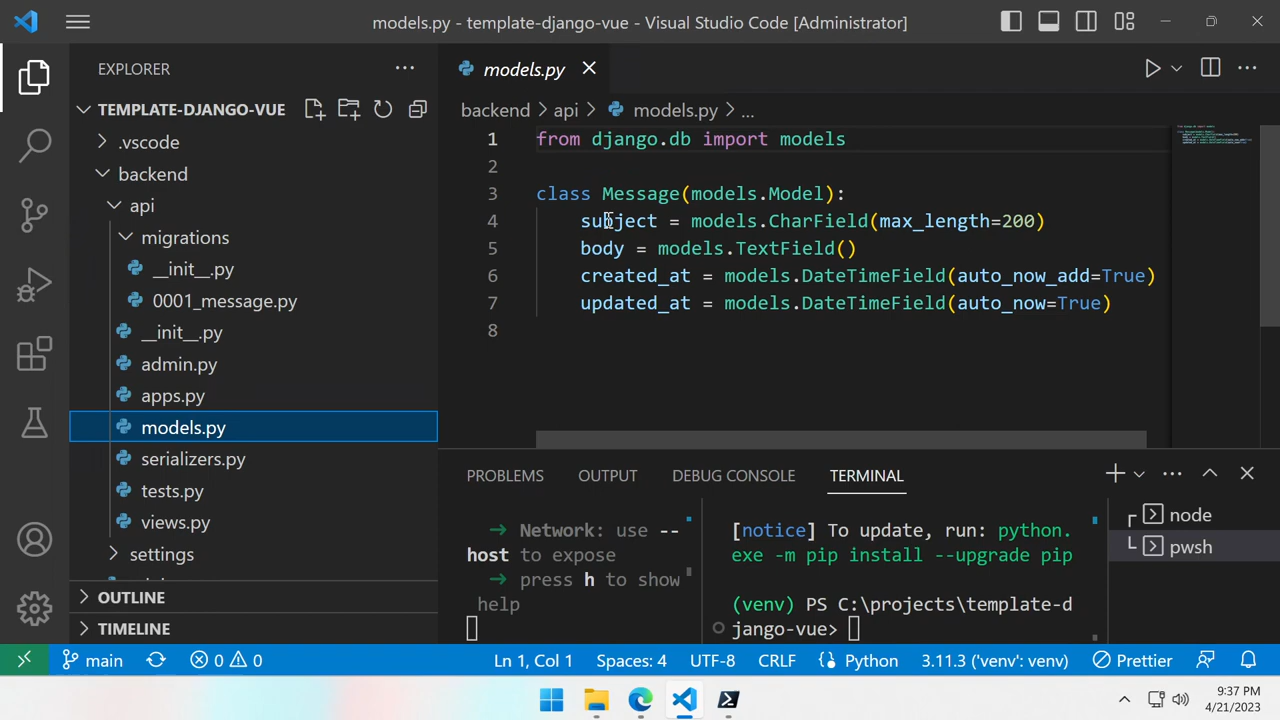 models.py - template-django-vue - Visual Studio Code [Administrator]
EXPLORER
TEMPLATE-DJANGO-VUE
.vscode
backend
api
migrations
__init__.py
0001_message.py
__init__.py
admin.py
apps.py
models.py
serializers.py
tests.py
views.py
settings
OUTLINE
TIMELINE
models.py
backend > api > models.py > ...
1 from django.db import models
2
3 class Message(models.Model):
4 subject = models.CharField(max_length=200)
5 body = models.TextField()
6 created_at = models.DateTimeField(auto_now_add=True)
7 updated_at = models.DateTimeField(auto_now=True)
8
PROBLEMS OUTPUT DEBUG CONSOLE TERMINAL
➜ Network: use --
host to expose
➜ press h to show
help
[notice] To update, run: python.
exe -m pip install --upgrade pip
(venv) PS C:\projects\template-d
jango-vue>
node
pwsh
main 0 0 Ln 1, Col 1 Spaces: 4 UTF-8 CRLF Python 3.11.3 ('venv': venv) Prettier
9:37 PM
4/21/2023